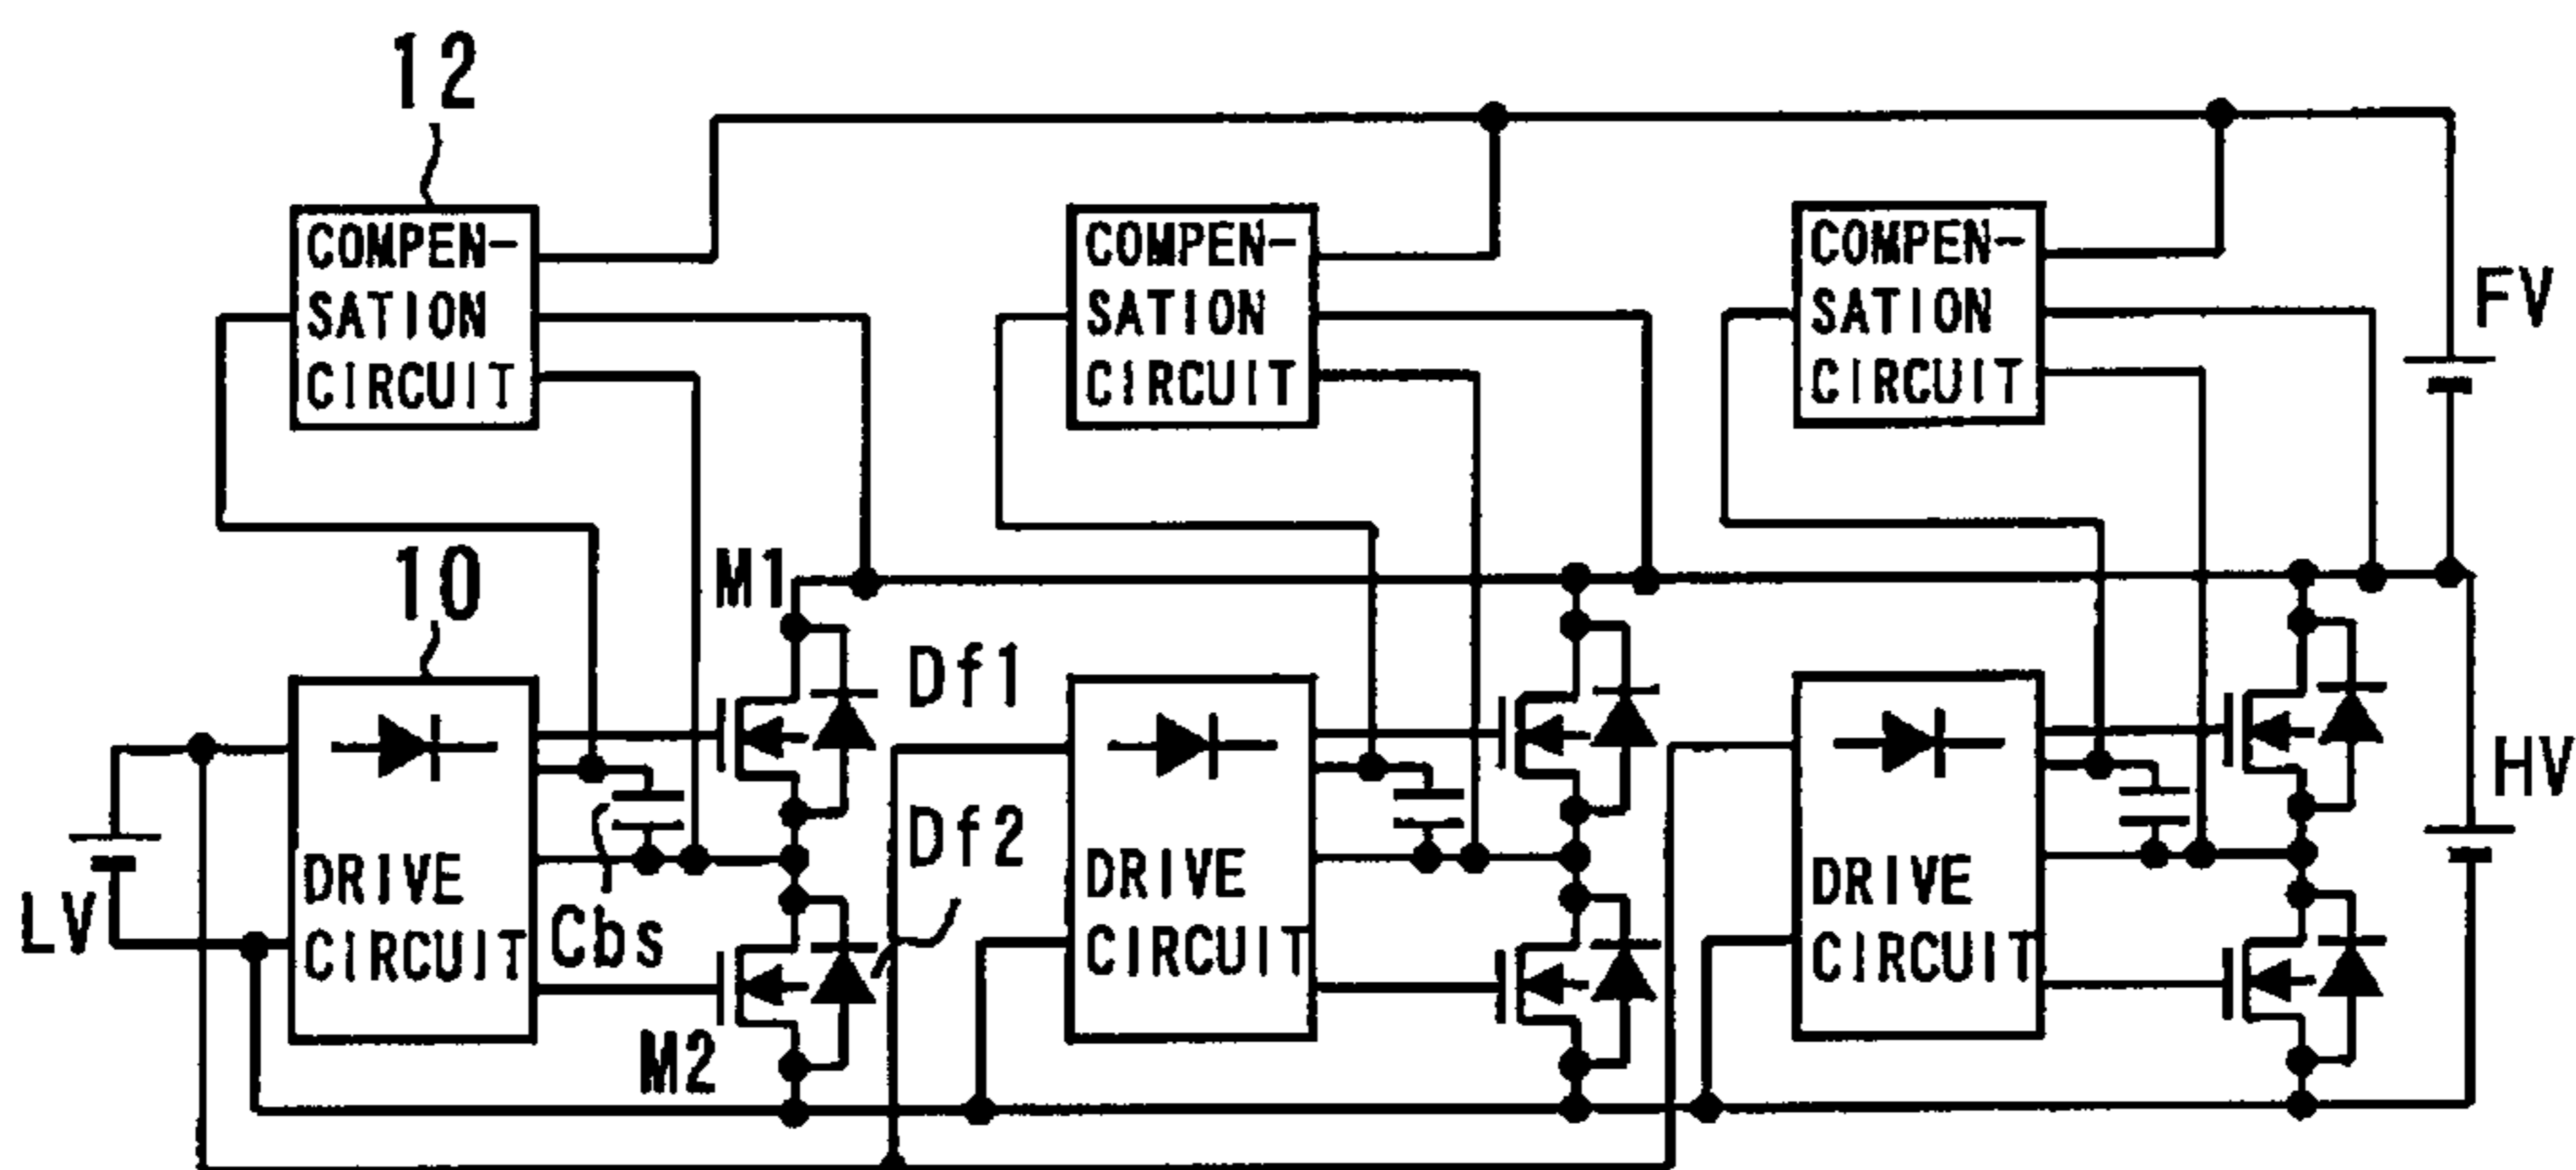 12
COMPEN-
SATION
CIRCUIT
COMPEN-
SATION
CIRCUIT
COMPEN-
SATION
CIRCUIT
FV
10
M1
Df1
HV
LV
DRIVE
CIRCUIT
Cbs
Df2
DRIVE
CIRCUIT
DRIVE
CIRCUIT
M2